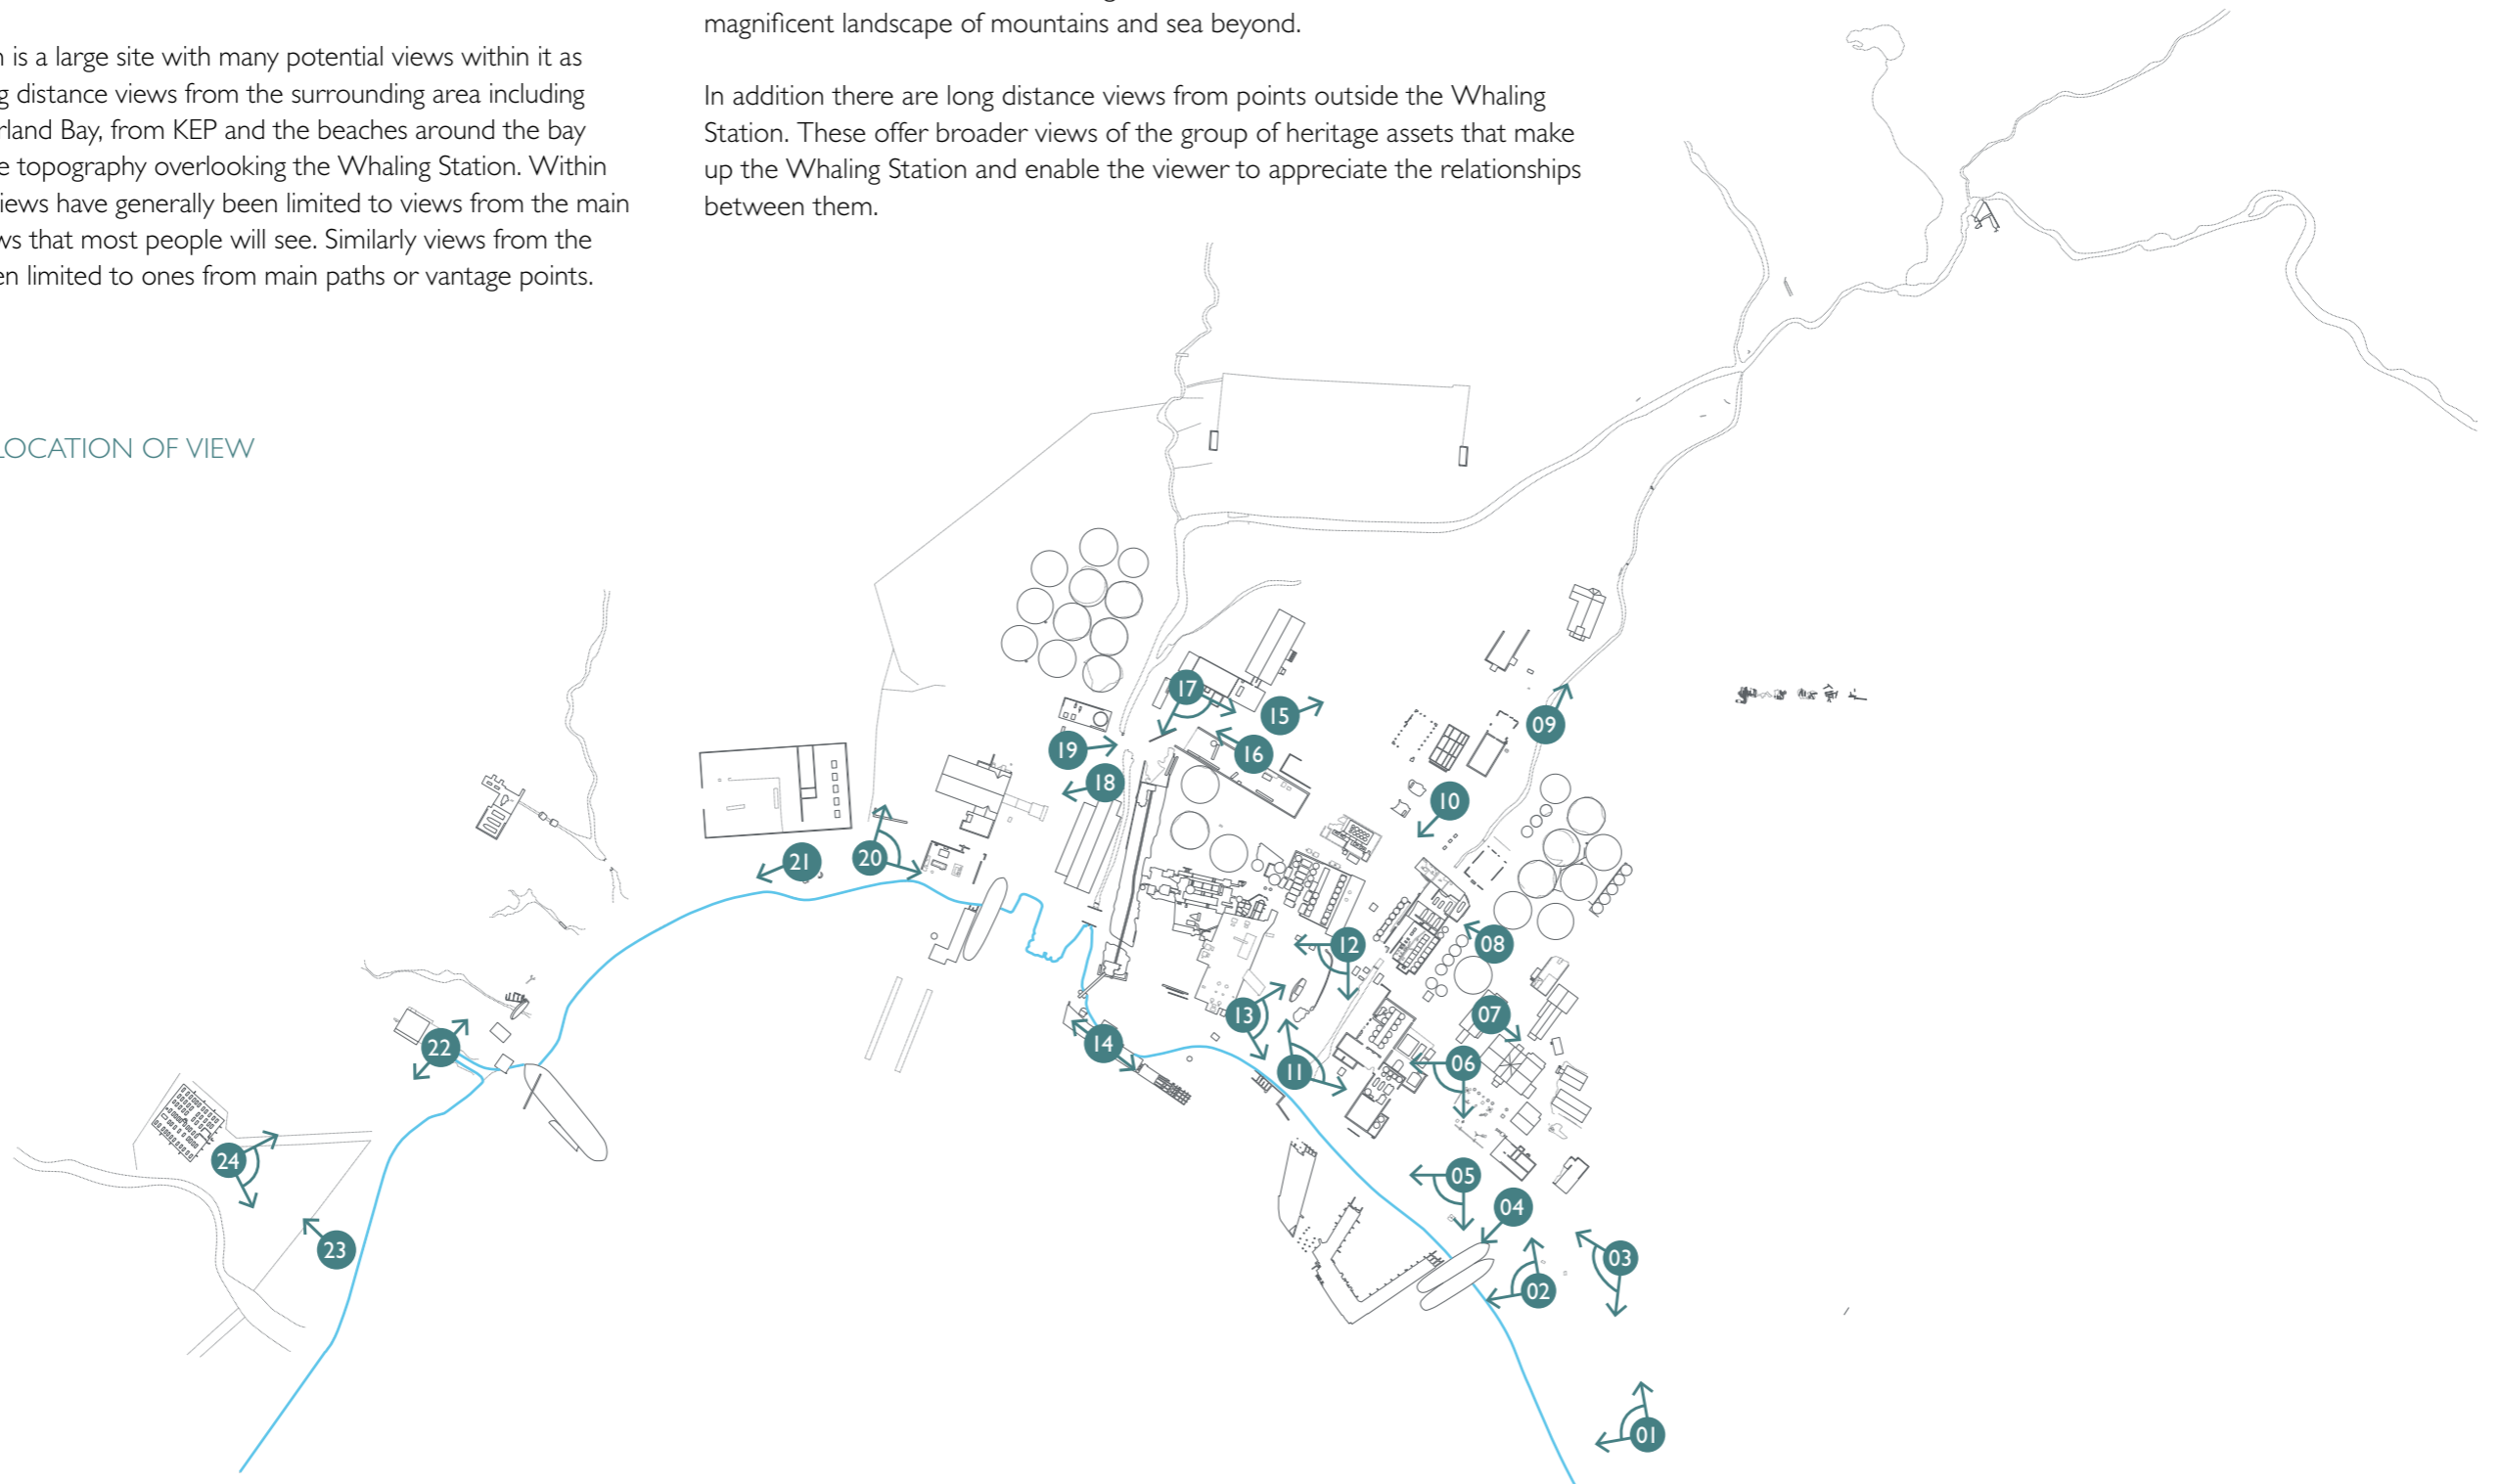 is a large site with many potential views within it as
distance views from the surrounding area including
Bay, from KEP and the beaches around the bay
topography overlooking the Whaling Station. Within
views have generally been limited to views from the main
that most people will see. Similarly views from the
limited to ones from main paths or vantage points.
magnificent landscape of mountains and sea beyond.
In addition there are long distance views from points outside the Whaling
Station. These offer broader views of the group of heritage assets that make
up the Whaling Station and enable the viewer to appreciate the relationships
between them.
LOCATION OF VIEW
17
15
09
19
16
18
10
21
20
12
08
13
07
14
22
11
06
24
05
04
23
03
02
01